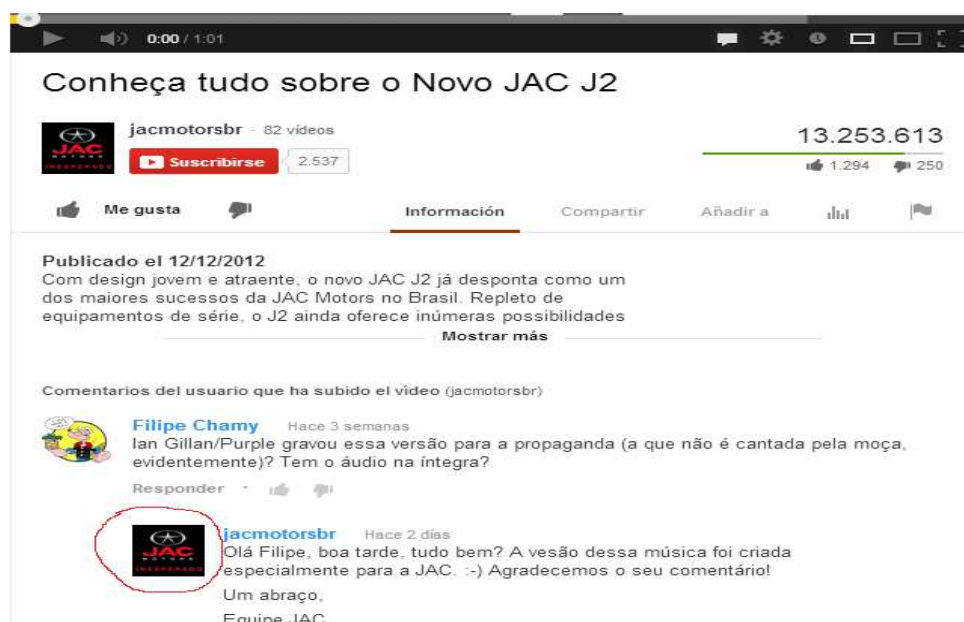 0:00 / 1:01
Conheça tudo sobre o Novo JAC J2
jacmotorsbr - 82 vídeos
JAC
MOTORS
INESPERADO
Suscribirse 2.537
13.253.613
1.294 250
Me gusta
Información Compartir Añadir a
Publicado el 12/12/2012
Com design jovem e atraente, o novo JAC J2 já desponta como um
dos maiores sucessos da JAC Motors no Brasil. Repleto de
equipamentos de série, o J2 ainda oferece inúmeras possibilidades
Mostrar más
Comentarios del usuario que ha subido el vídeo (jacmotorsbr)
Filipe Chamy Hace 3 semanas
Ian Gillan/Purple gravou essa versão para a propaganda (a que não é cantada pela moça,
evidentemente)? Tem o áudio na íntegra?
Responder ·
JAC
MOTORS
INESPERADO
jacmotorsbr Hace 2 días
Olá Filipe, boa tarde, tudo bem? A vesão dessa música foi criada
especialmente para a JAC. :-) Agradecemos o seu comentário!
Um abraço,
Equipe JAC